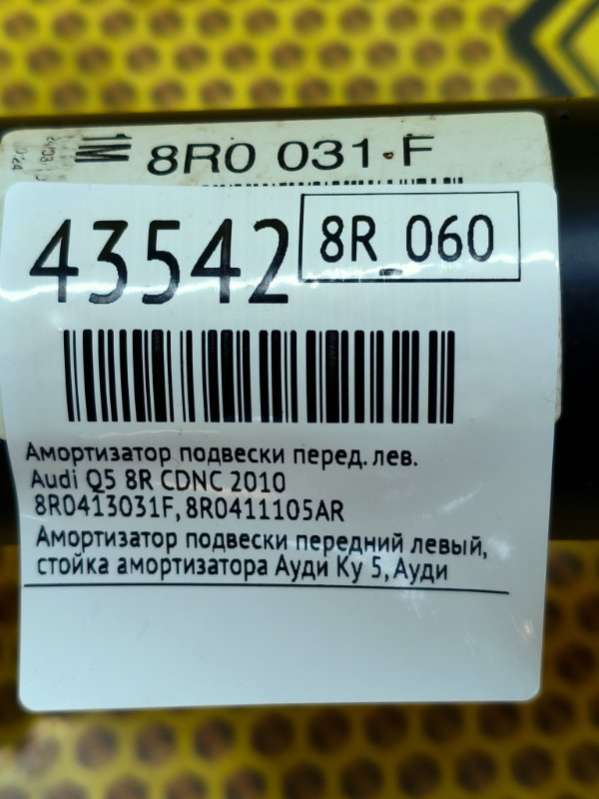 1M 8R0 031 F
43542
8R_060
Амортизатор подвески перед. лев.
Audi Q5 8R CDNC 2010
8R0413031F, 8R0411105AR
Амортизатор подвески передний левый,
стойка амортизатора Ауди Ку 5, Ауди